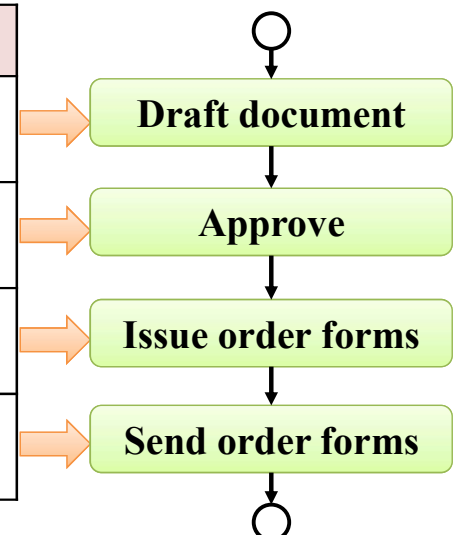 Draft document
Approve
Issue order forms
Send order forms